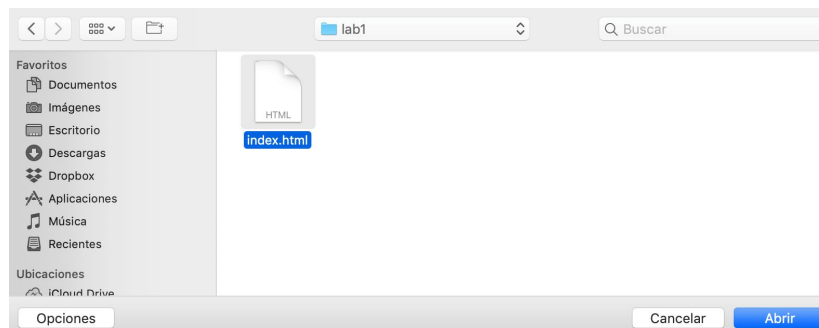 lab1
Buscar
Favoritos
Documentos
Imágenes
Escritorio
Descargas
Dropbox
Aplicaciones
Música
Recientes
Ubicaciones
iCloud Drive
HTML
index.html
Opciones
Cancelar
Abrir